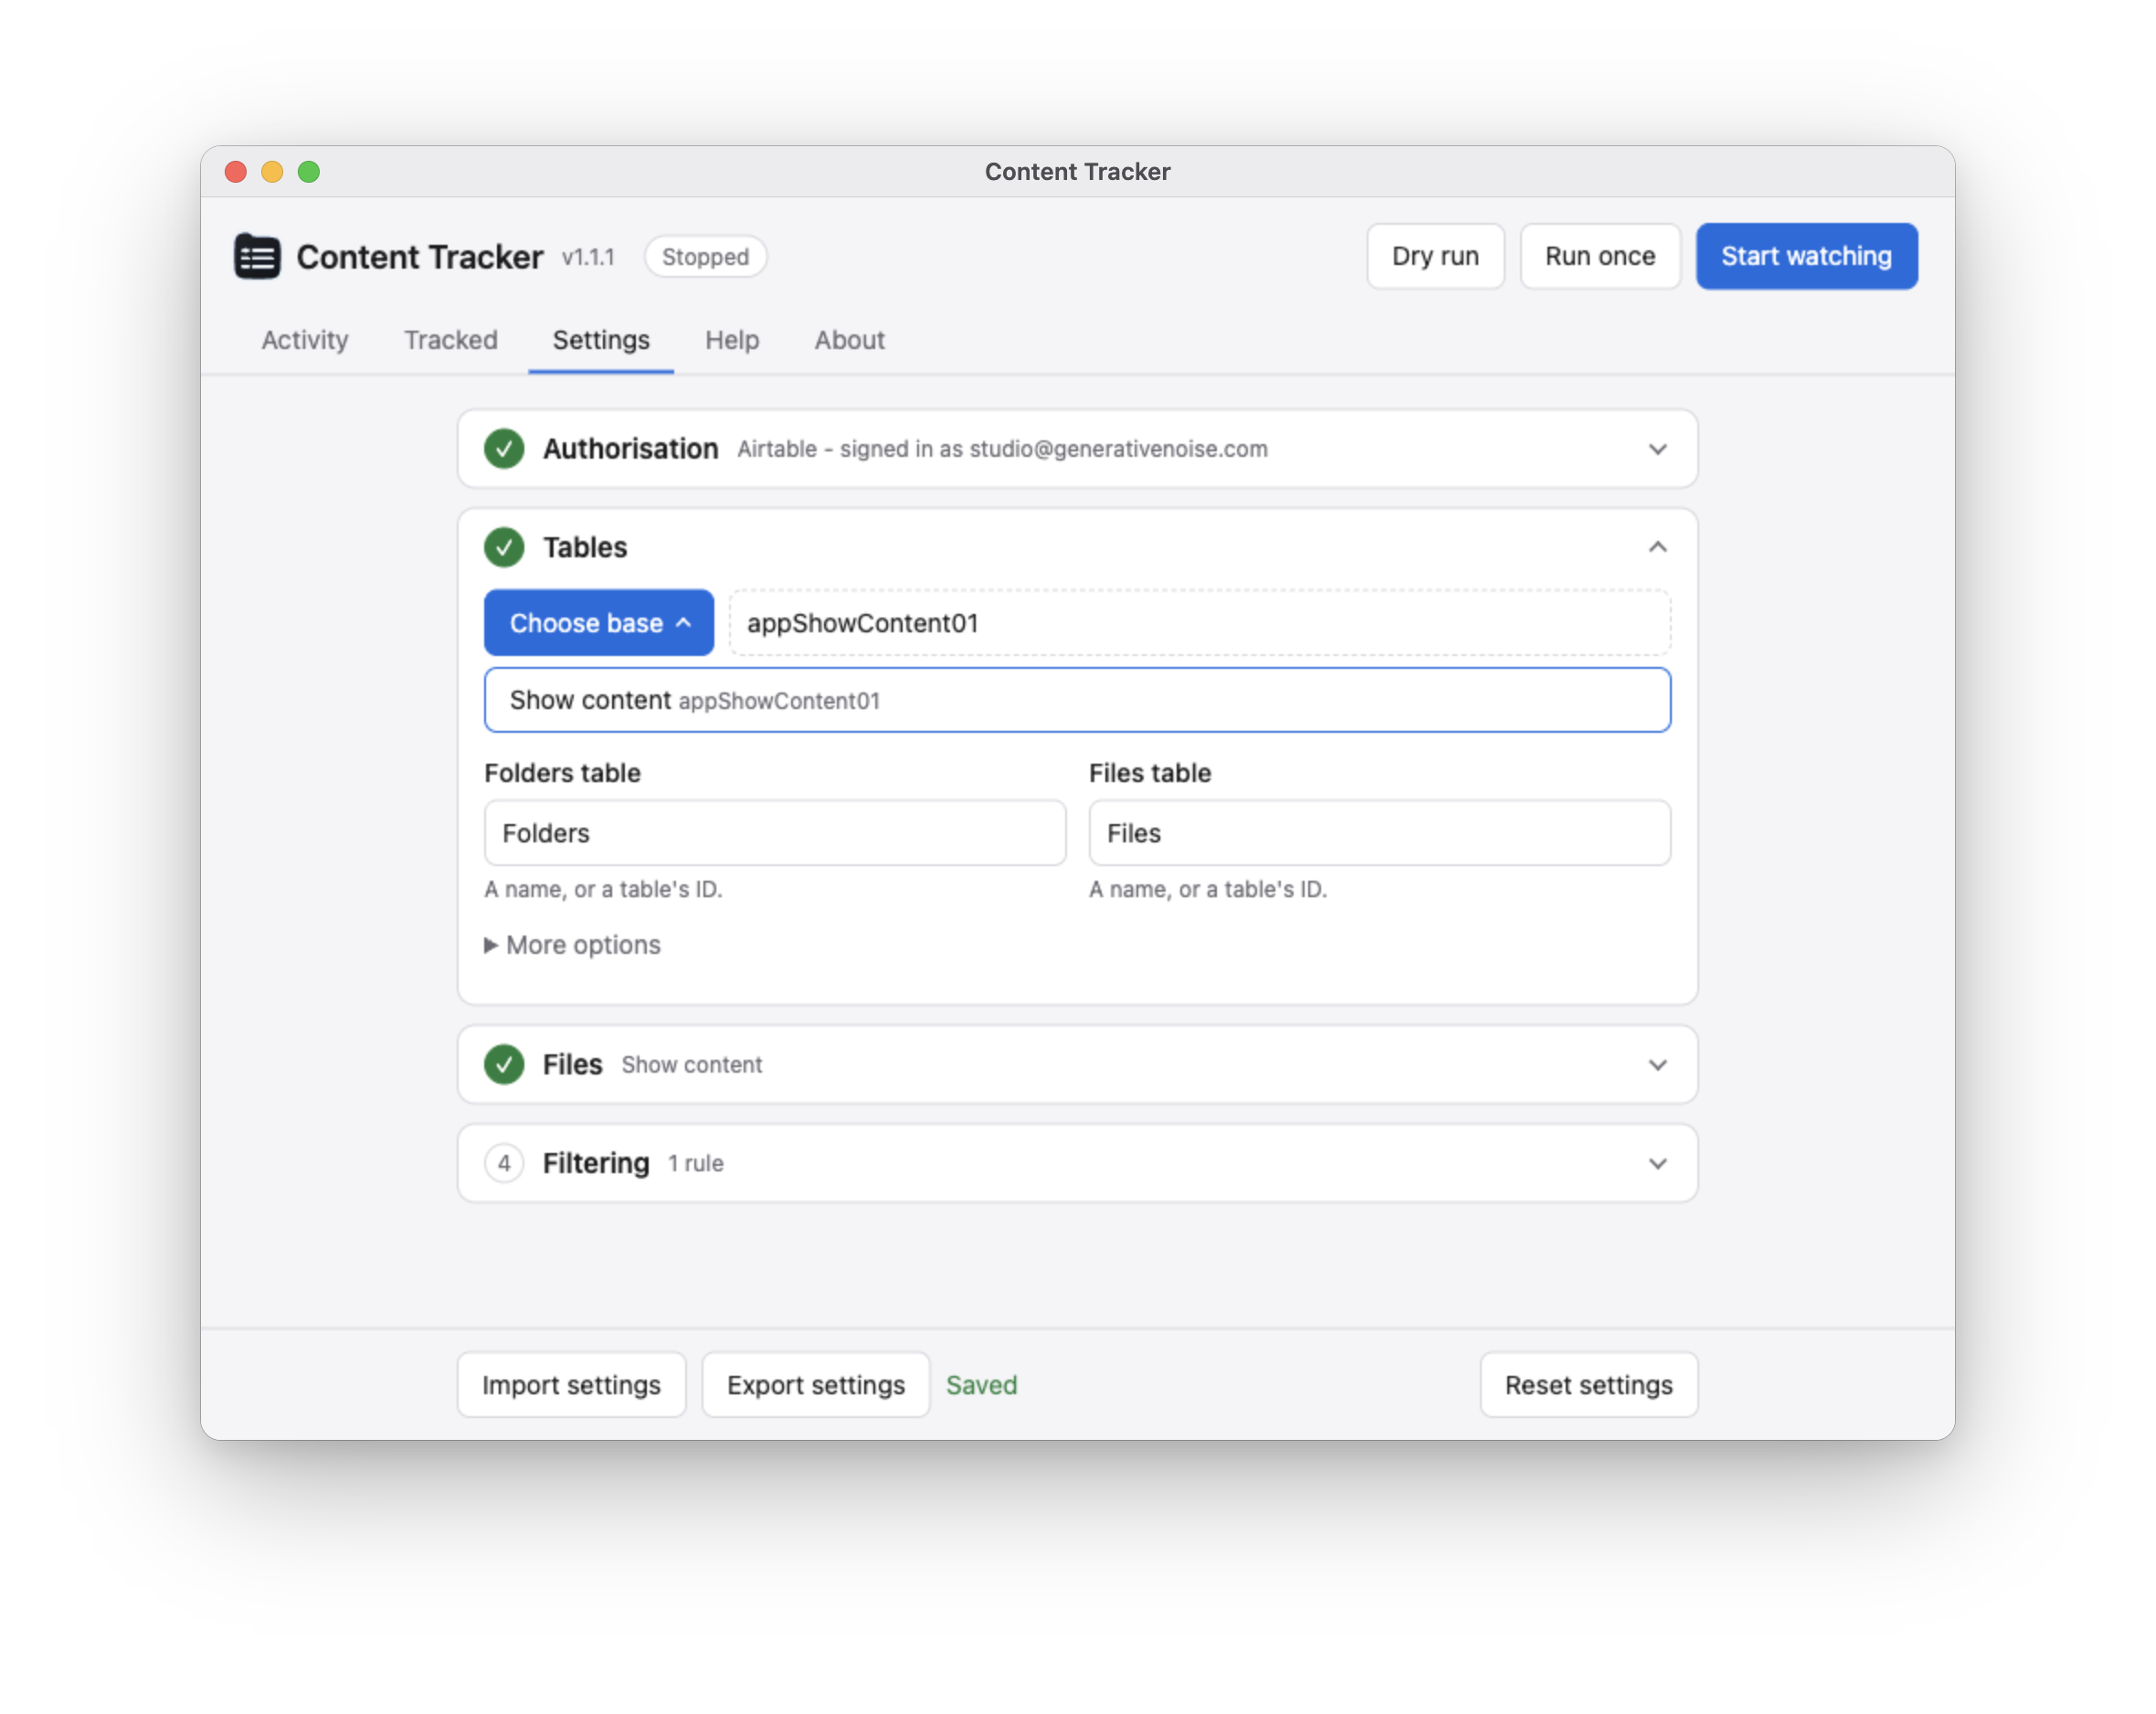 Content Tracker
Content Tracker v1.1.1 Stopped Dry run Run once Start watching
Activity Tracked Settings Help About
Authorisation Airtable - signed in as studio@generativenoise.com
Tables
Choose base appShowContent01
Show content appShowContent01
Folders table Files table
Folders Files
A name, or a table's ID. A name, or a table's ID.
More options
Files Show content
4 Filtering 1 rule
Import settings Export settings Saved Reset settings